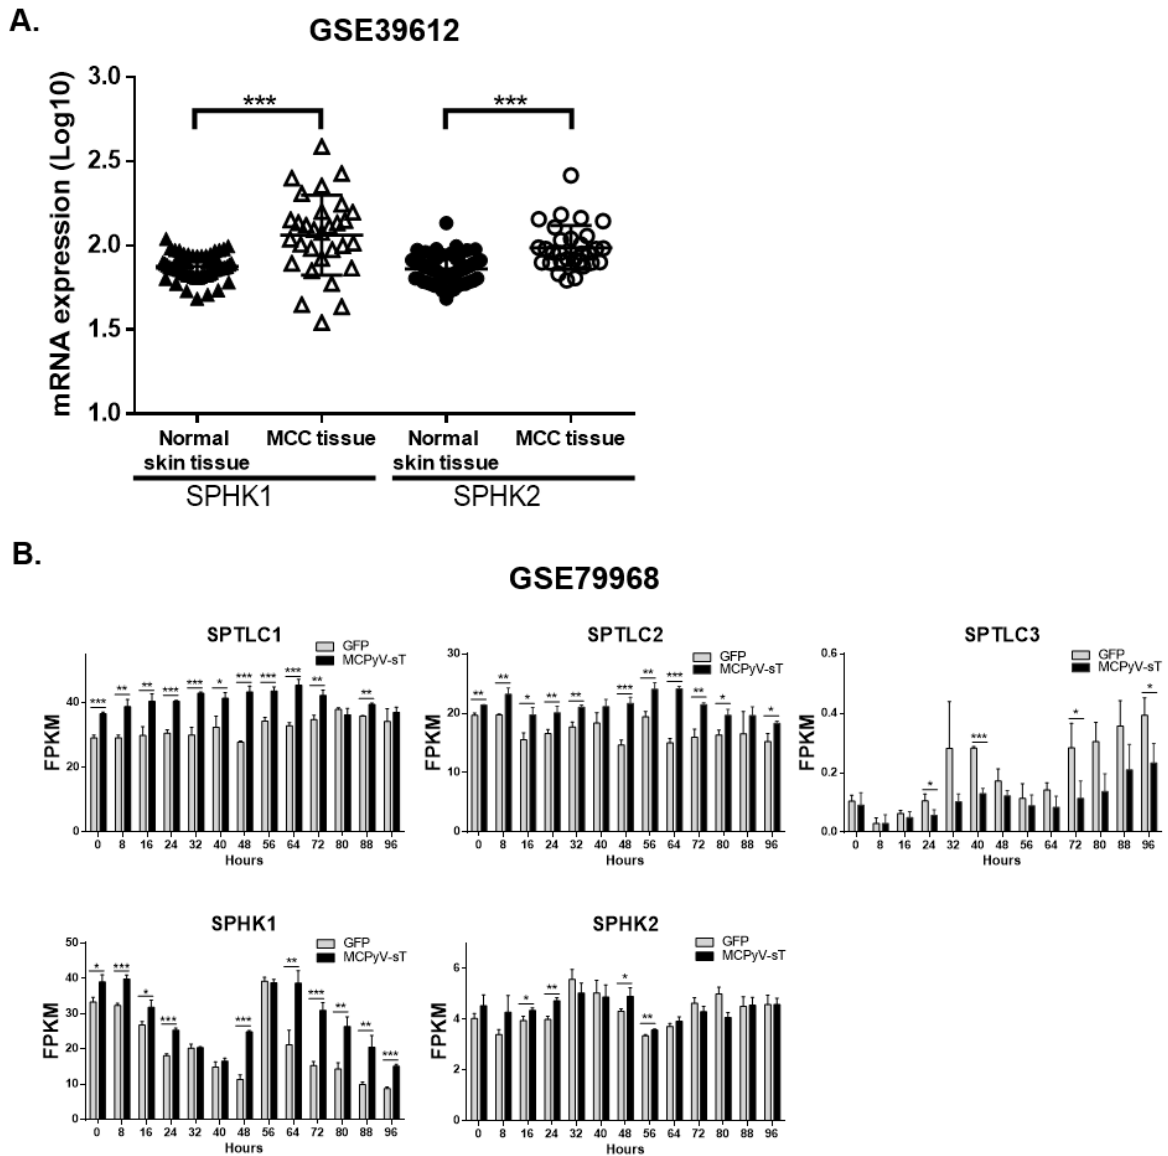 A.
GSE39612
mRNA expression (Log10)
3.0
2.5
2.0
1.5
1.0
*** ***
Normal skin tissue
MCC tissue
Normal skin tissue
MCC tissue
SPHK1 SPHK2
B.
GSE79968
SPTLC1
GFP
MCPyV-sT
FPKM
40
20
0
*** ** ** *** *** * *** *** *** ** **
0 8 16 24 32 40 48 56 64 72 80 88 96
Hours
SPTLC2
GFP
MCPyV-sT
FPKM
30
20
10
0
** ** * ** ** *** ** *** ** * *
0 8 16 24 32 40 48 56 64 72 80 88 96
Hours
SPTLC3
GFP
MCPyV-sT
FPKM
0.6
0.4
0.2
0.0
* *** * *
0 8 16 24 32 40 48 56 64 72 80 88 96
Hours
SPHK1
GFP
MCPyV-sT
FPKM
50
40
30
20
10
0
* *** * *** *** ** *** ** ** ***
0 8 16 24 32 40 48 56 64 72 80 88 96
Hours
SPHK2
GFP
MCPyV-sT
FPKM
6
4
2
0
* ** * **
0 8 16 24 32 40 48 56 64 72 80 88 96
Hours